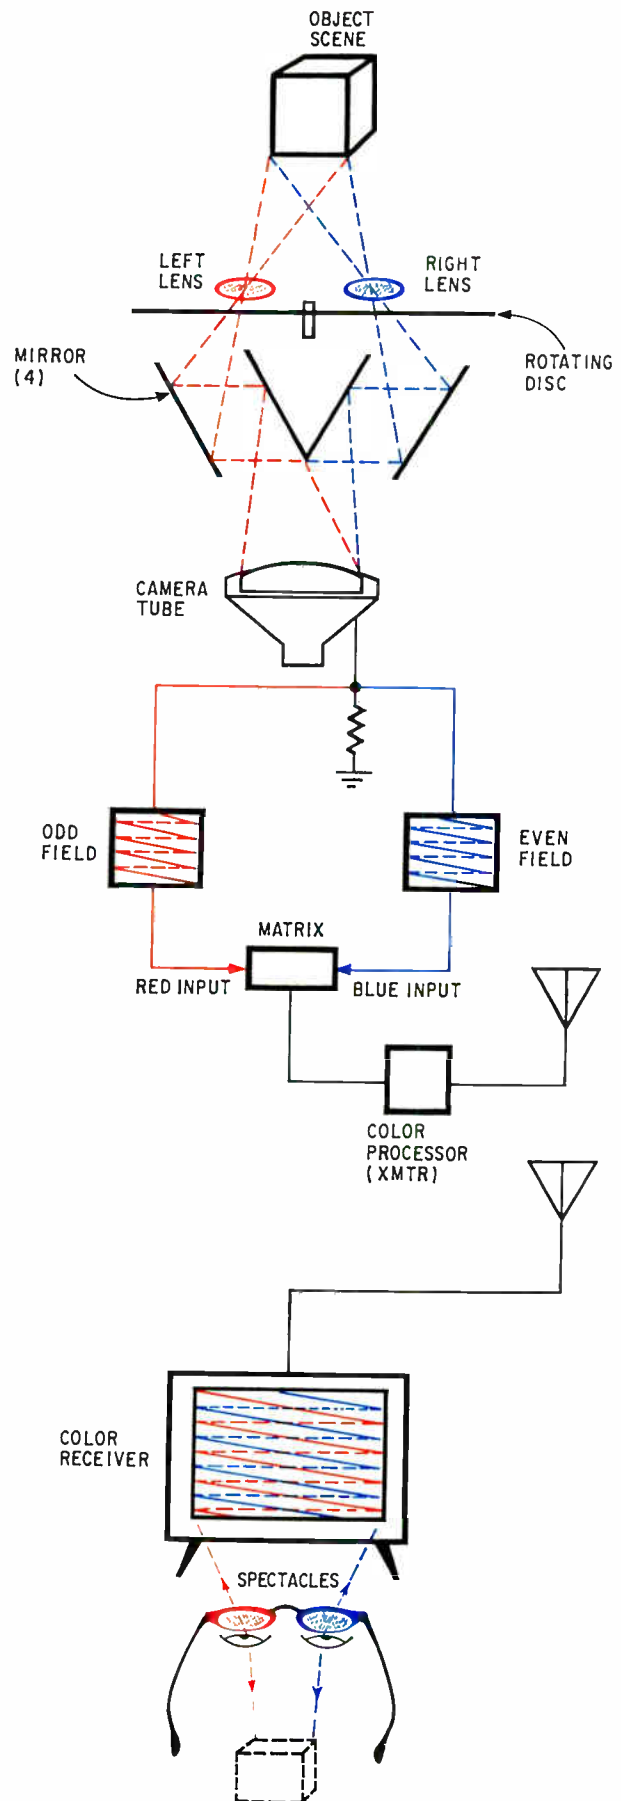 OBJECT
SCENE
LEFT
LENS
RIGHT
LENS
MIRROR
(4)
ROTATING
DISC
CAMERA
TUBE
ODD
FIELD
EVEN
FIELD
MATRIX
RED INPUT
BLUE INPUT
COLOR
PROCESSOR
(XMTR)
COLOR
RECEIVER
SPECTACLES